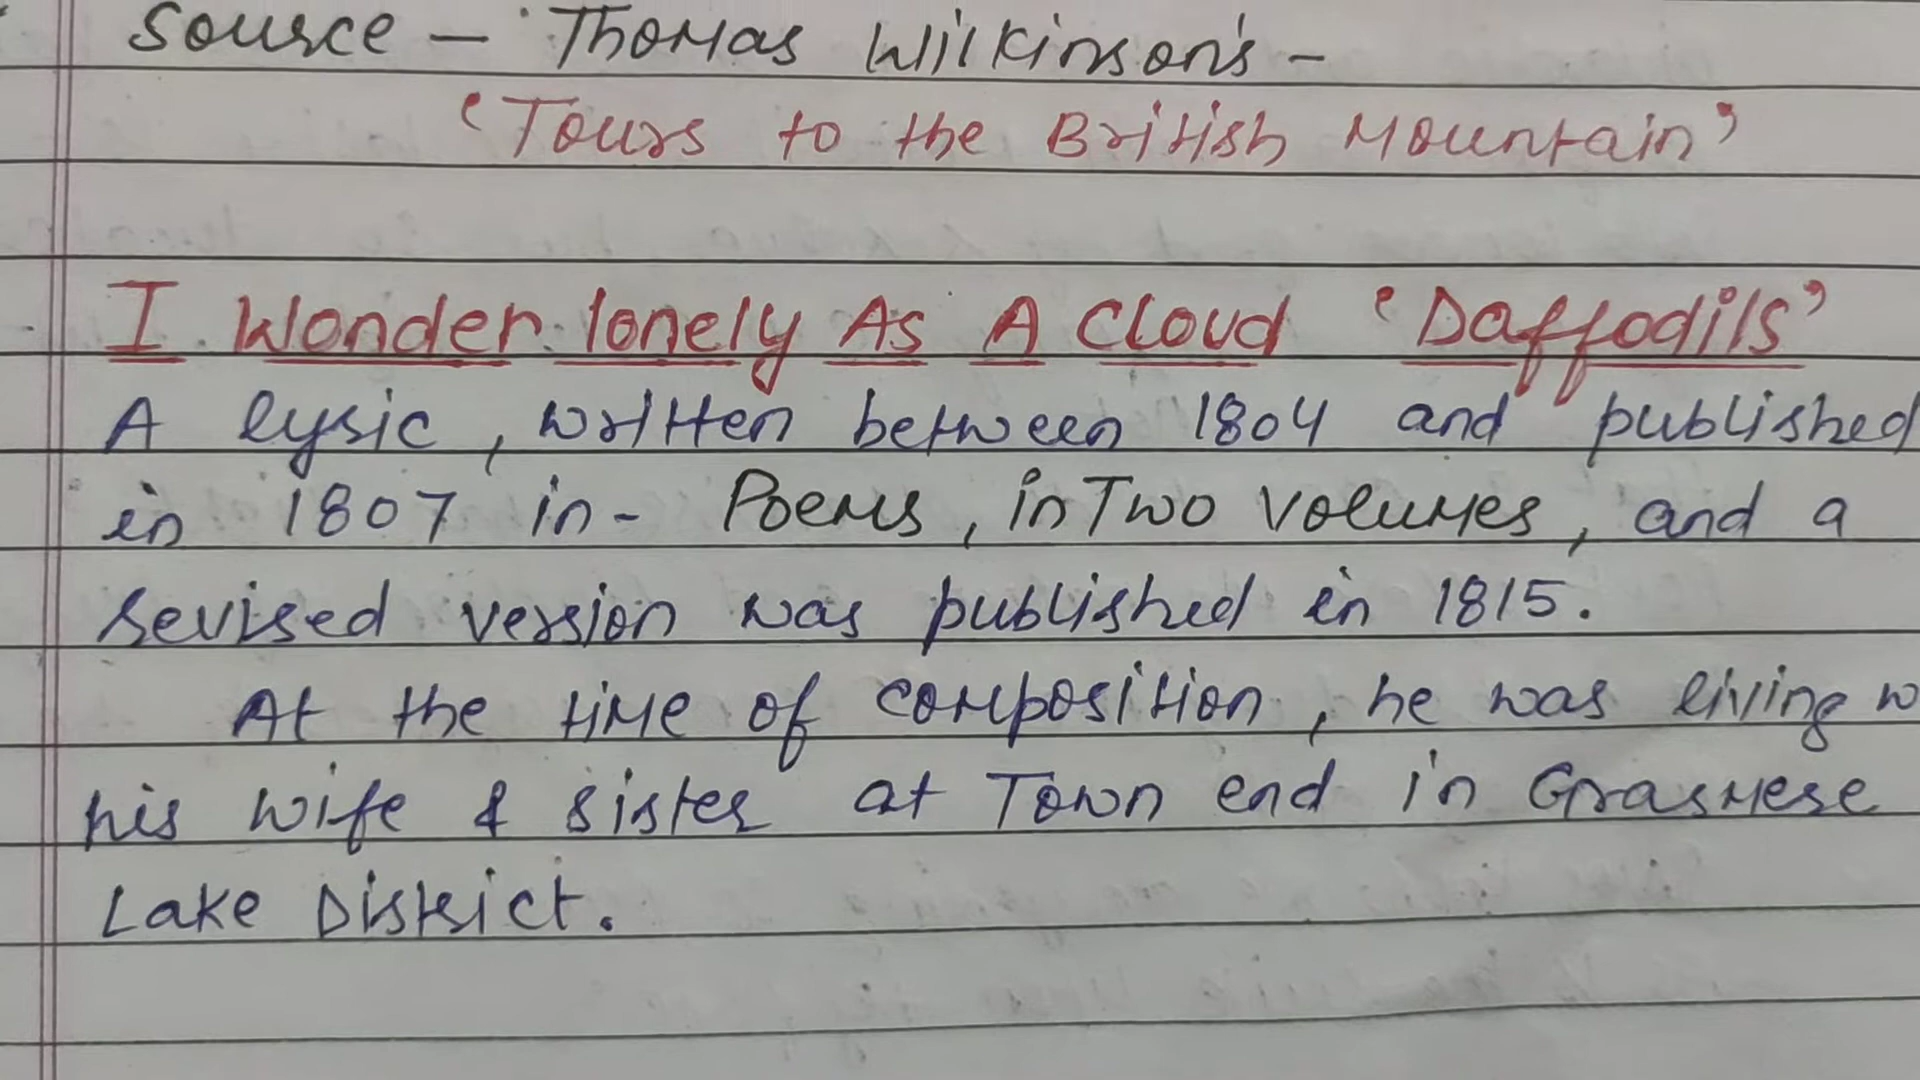 Source - Thomas Wilkinson's -
'Tours to the British Mountain'
I Wonder lonely As A Cloud 'Daffodils'
A lyric, written between 1804 and published
in 1807 in - Poems, in Two Volumes, and a
revised version was published in 1815.
At the time of composition, he was living w
his wife & sister at Town end in Grasmere
Lake District.